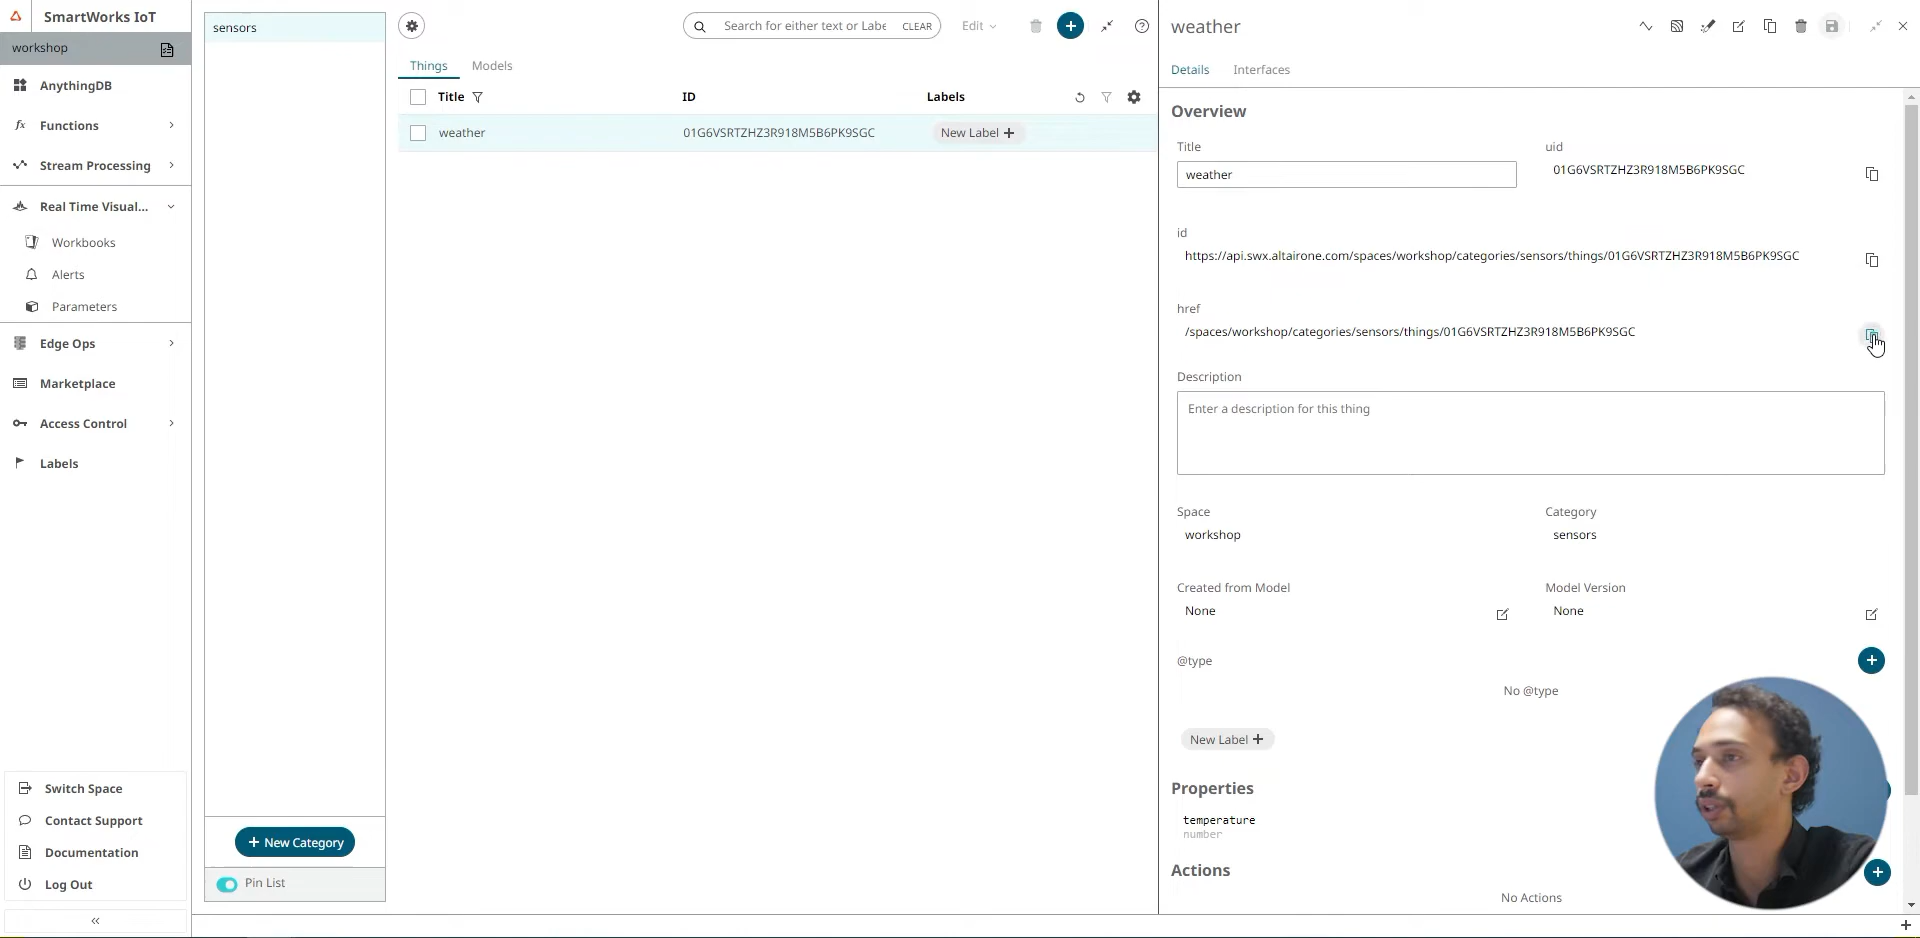 SmartWorks IoT
workshop
AnythingDB
Functions
Stream Processing
Real Time Visual...
Workbooks
Alerts
Parameters
Edge Ops
Marketplace
Access Control
Labels
Switch Space
Contact Support
Documentation
Log Out
«
sensors
+ New Category
Pin List
Search for either text or Labe CLEAR
Edit
Things Models
Title ID Labels
weather 01G6VSRTZHZ3R918M5B6PK9SGC New Label +
weather
Details Interfaces
Overview
Title uid
weather 01G6VSRTZHZ3R918M5B6PK9SGC
id
https://api.swx.altairone.com/spaces/workshop/categories/sensors/things/01G6VSRTZHZ3R918M5B6PK9SGC
href
/spaces/workshop/categories/sensors/things/01G6VSRTZHZ3R918M5B6PK9SGC
Description
Enter a description for this thing
Space Category
workshop sensors
Created from Model Model Version
None None
@type
No @type
New Label +
Properties
temperature
number
Actions
No Actions